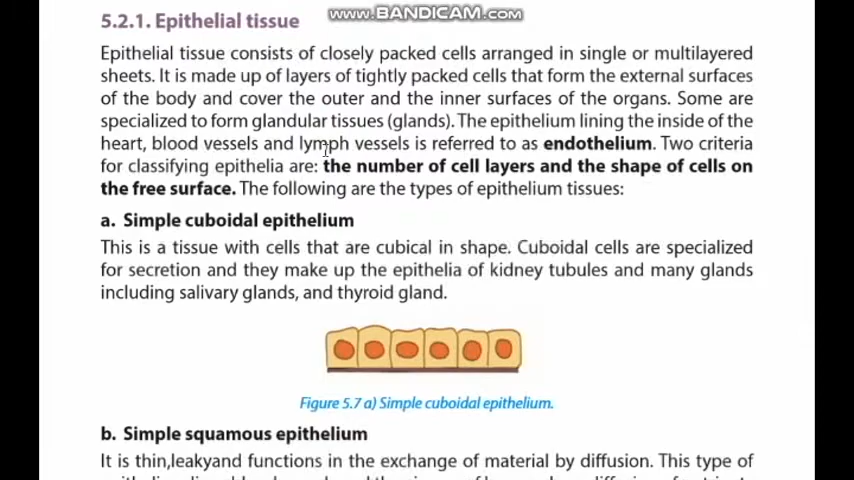 www.BANDICAM.com
5.2.1. Epithelial tissue
Epithelial tissue consists of closely packed cells arranged in single or multilayered
sheets. It is made up of layers of tightly packed cells that form the external surfaces
of the body and cover the outer and the inner surfaces of the organs. Some are
specialized to form glandular tissues (glands). The epithelium lining the inside of the
heart, blood vessels and lymph vessels is referred to as endothelium. Two criteria
for classifying epithelia are: the number of cell layers and the shape of cells on
the free surface. The following are the types of epithelium tissues:
a. Simple cuboidal epithelium
This is a tissue with cells that are cubical in shape. Cuboidal cells are specialized
for secretion and they make up the epithelia of kidney tubules and many glands
including salivary glands, and thyroid gland.
Figure 5.7 a) Simple cuboidal epithelium.
b. Simple squamous epithelium
It is thin,leakyand functions in the exchange of material by diffusion. This type of